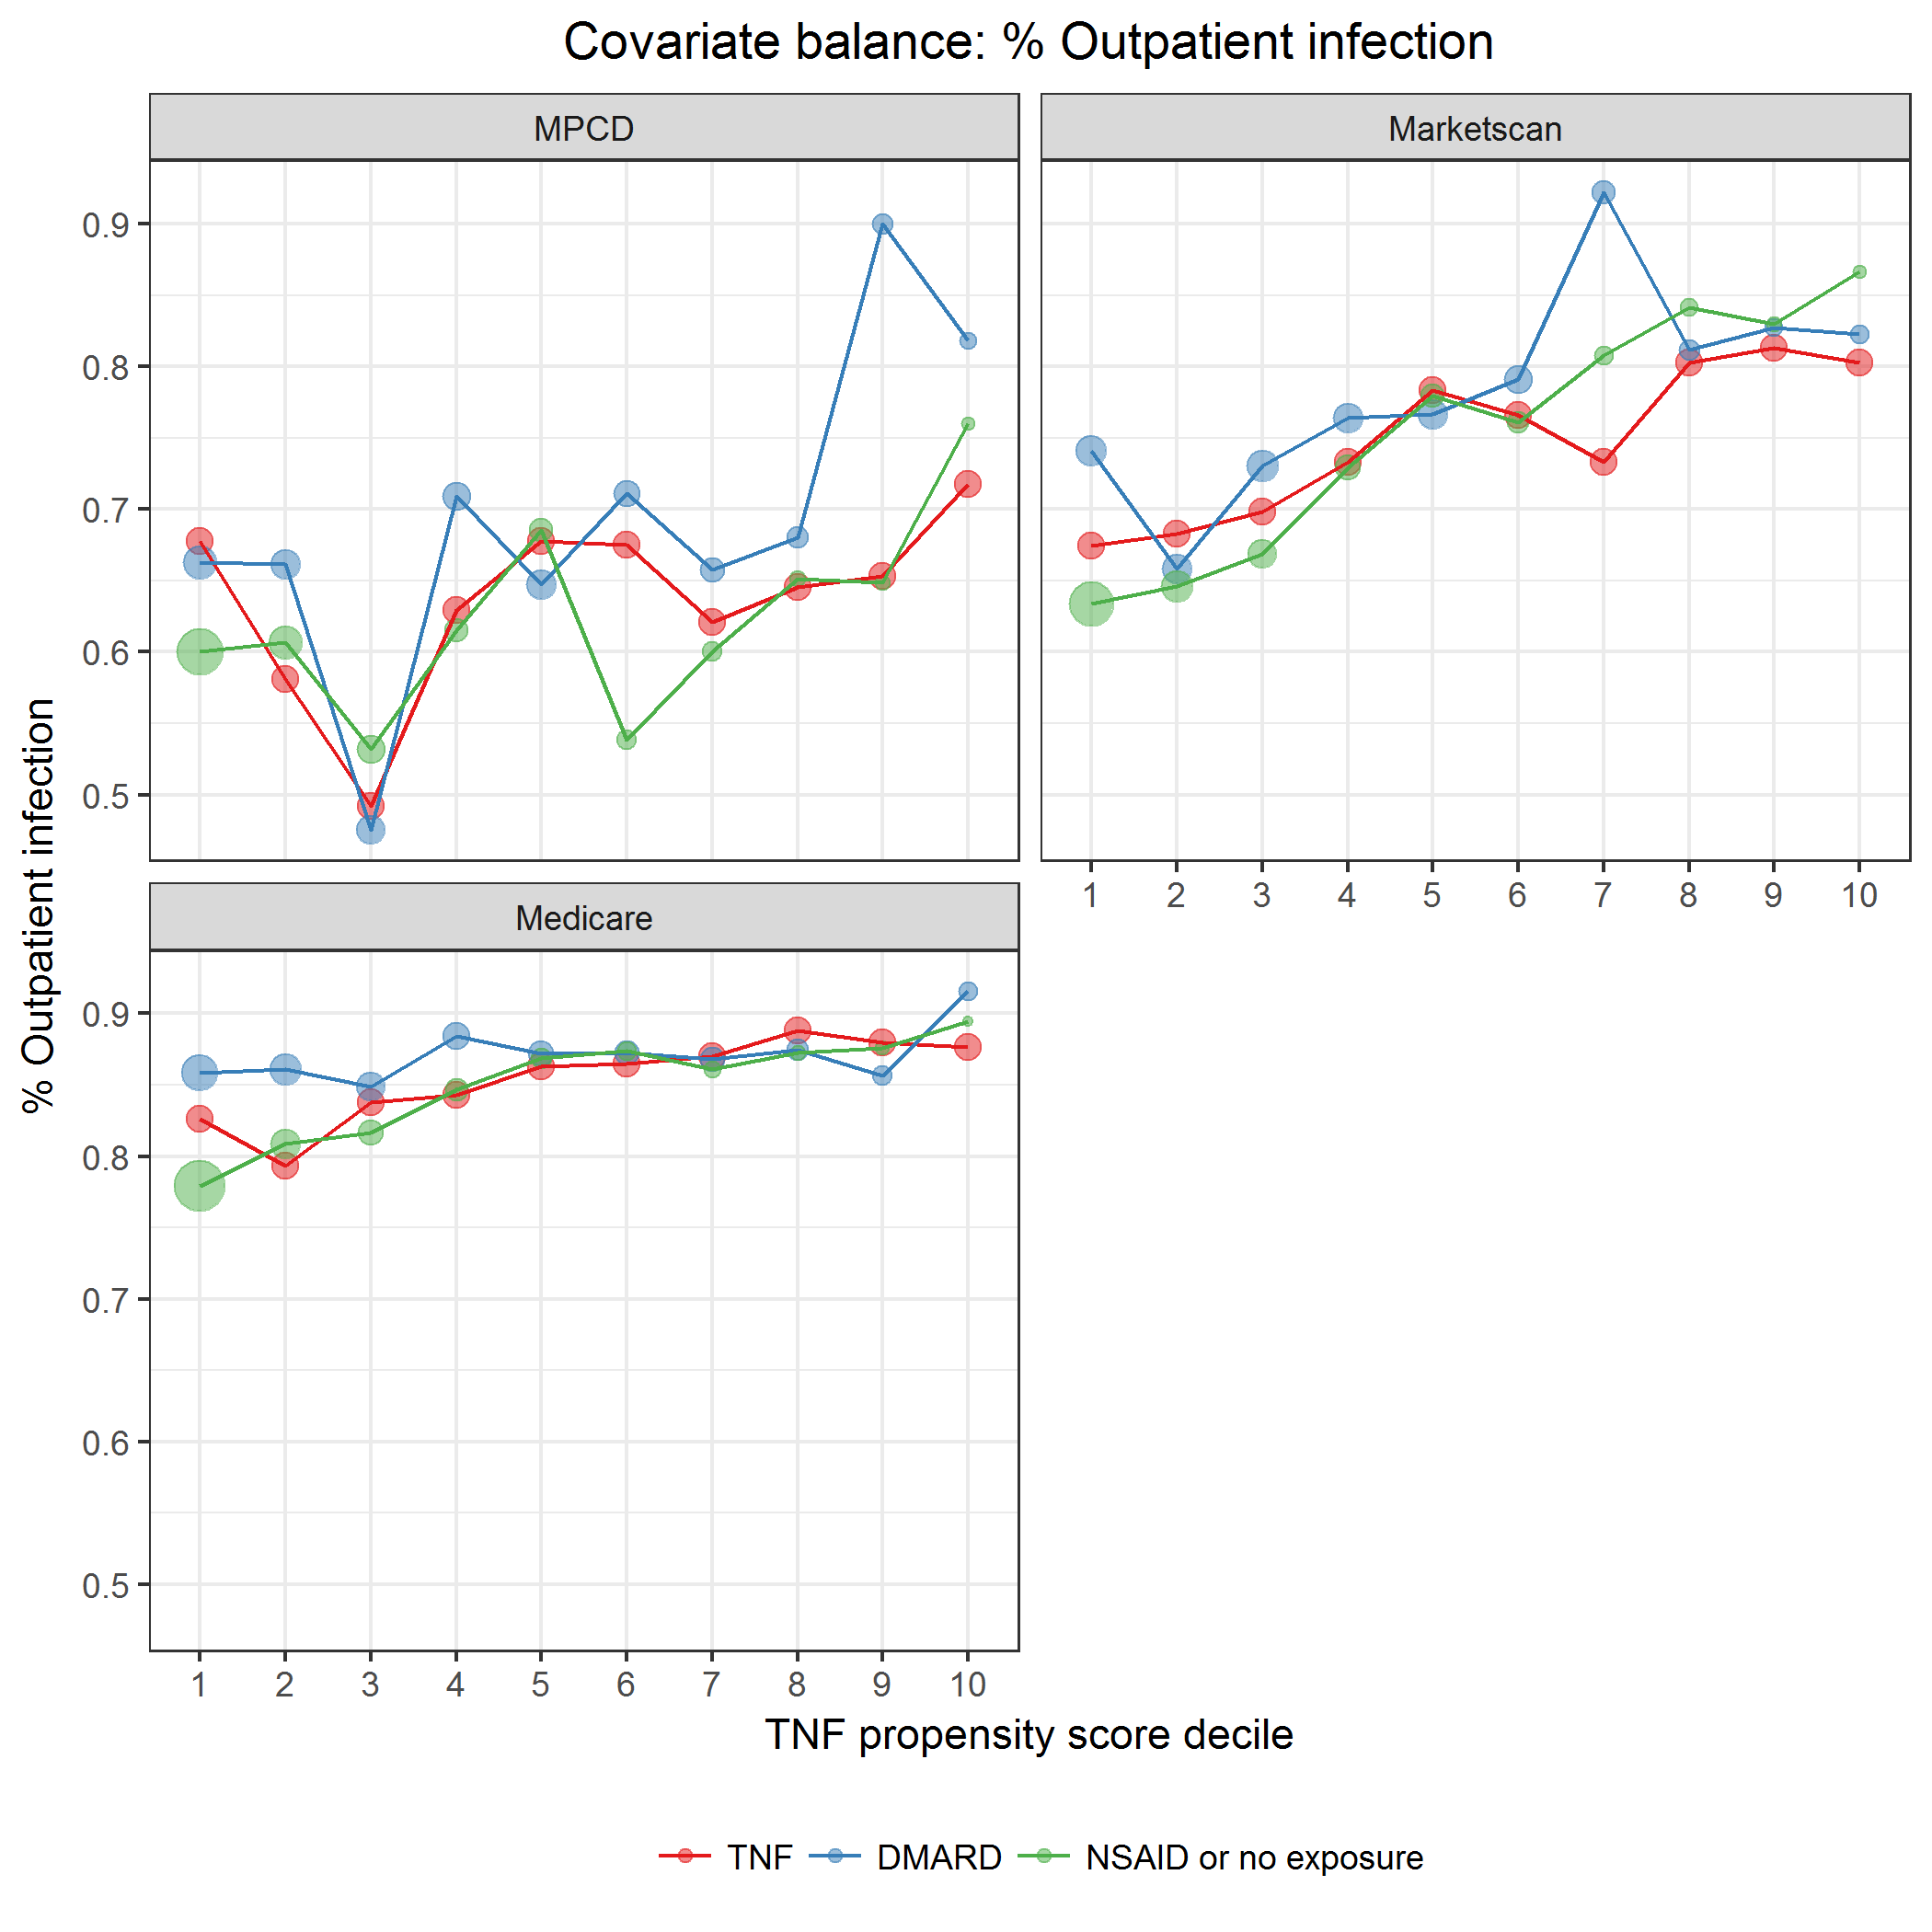 Covariate balance: % Outpatient infection
MPCD
Marketscan
0.9
0.8
0.7
0.6
0.5
1 2 3 4 5 6 7 8 9 10
Medicare
0.9
0.8
0.7
0.6
0.5
1 2 3 4 5 6 7 8 9 10
% Outpatient infection
TNF propensity score decile
TNF DMARD NSAID or no exposure